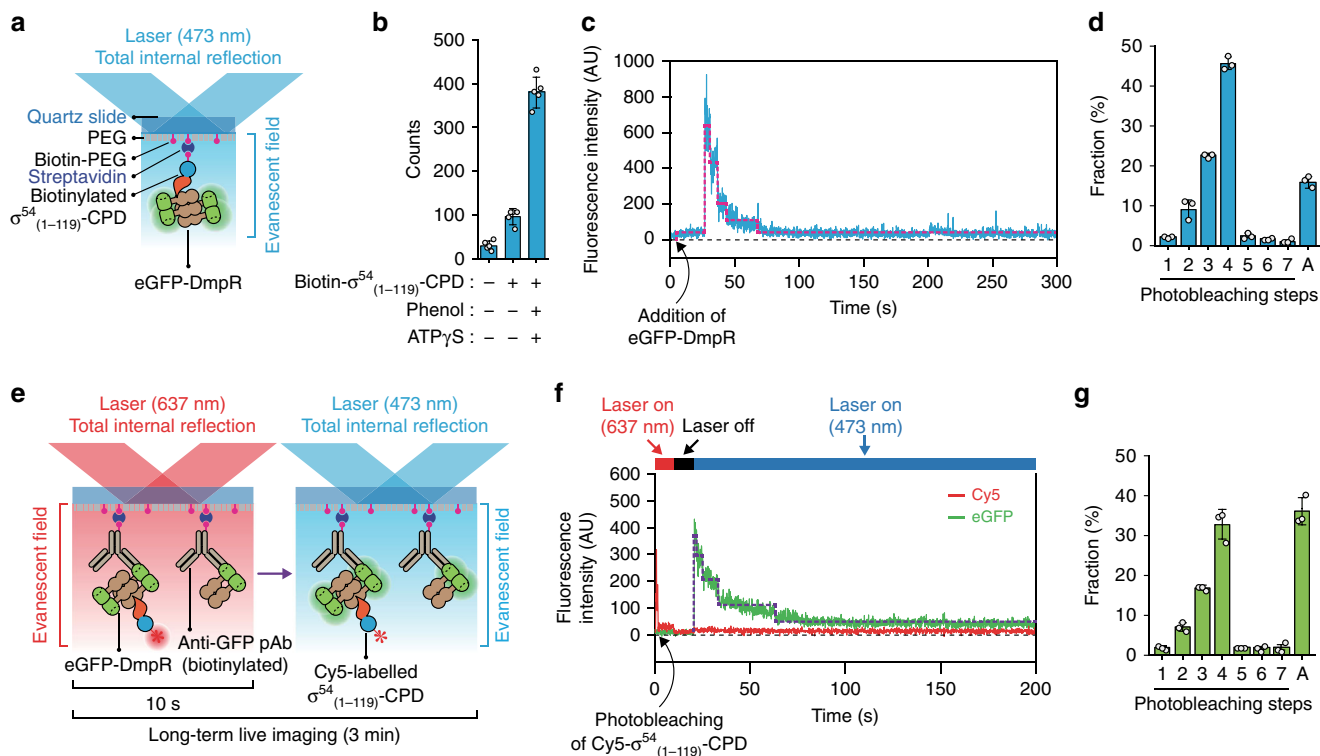 a
Laser (473 nm)
Total internal reflection
Quartz slide
PEG
Biotin-PEG
Streptavidin
Biotinylated
σ⁵⁴₍₁₋₁₁₉₎-CPD
eGFP-DmpR
Evanescent field
b
Counts
500
400
300
200
100
0
Biotin-σ⁵⁴₍₁₋₁₁₉₎-CPD : – + +
Phenol : – – +
ATPγS : – – +
c
Fluorescence intensity (AU)
1000
800
600
400
200
0
0 50 100 150 200 250 300
Time (s)
Addition of
eGFP-DmpR
d
Fraction (%)
50
40
30
20
10
0
1 2 3 4 5 6 7 A
Photobleaching steps
e
Laser (637 nm)
Total internal reflection
Laser (473 nm)
Total internal reflection
Evanescent field
Evanescent field
eGFP-DmpR
Anti-GFP pAb
(biotinylated)
Cy5-labelled
σ⁵⁴₍₁₋₁₁₉₎-CPD
10 s
Long-term live imaging (3 min)
f
Laser on
(637 nm)
Laser off
Laser on
(473 nm)
Fluorescence
intensity (AU)
600
500
400
300
200
100
0
Cy5
eGFP
0 50 100 150 200
Time (s)
Photobleaching
of Cy5-σ⁵⁴₍₁₋₁₁₉₎-CPD
g
Fraction (%)
50
40
30
20
10
0
1 2 3 4 5 6 7 A
Photobleaching steps